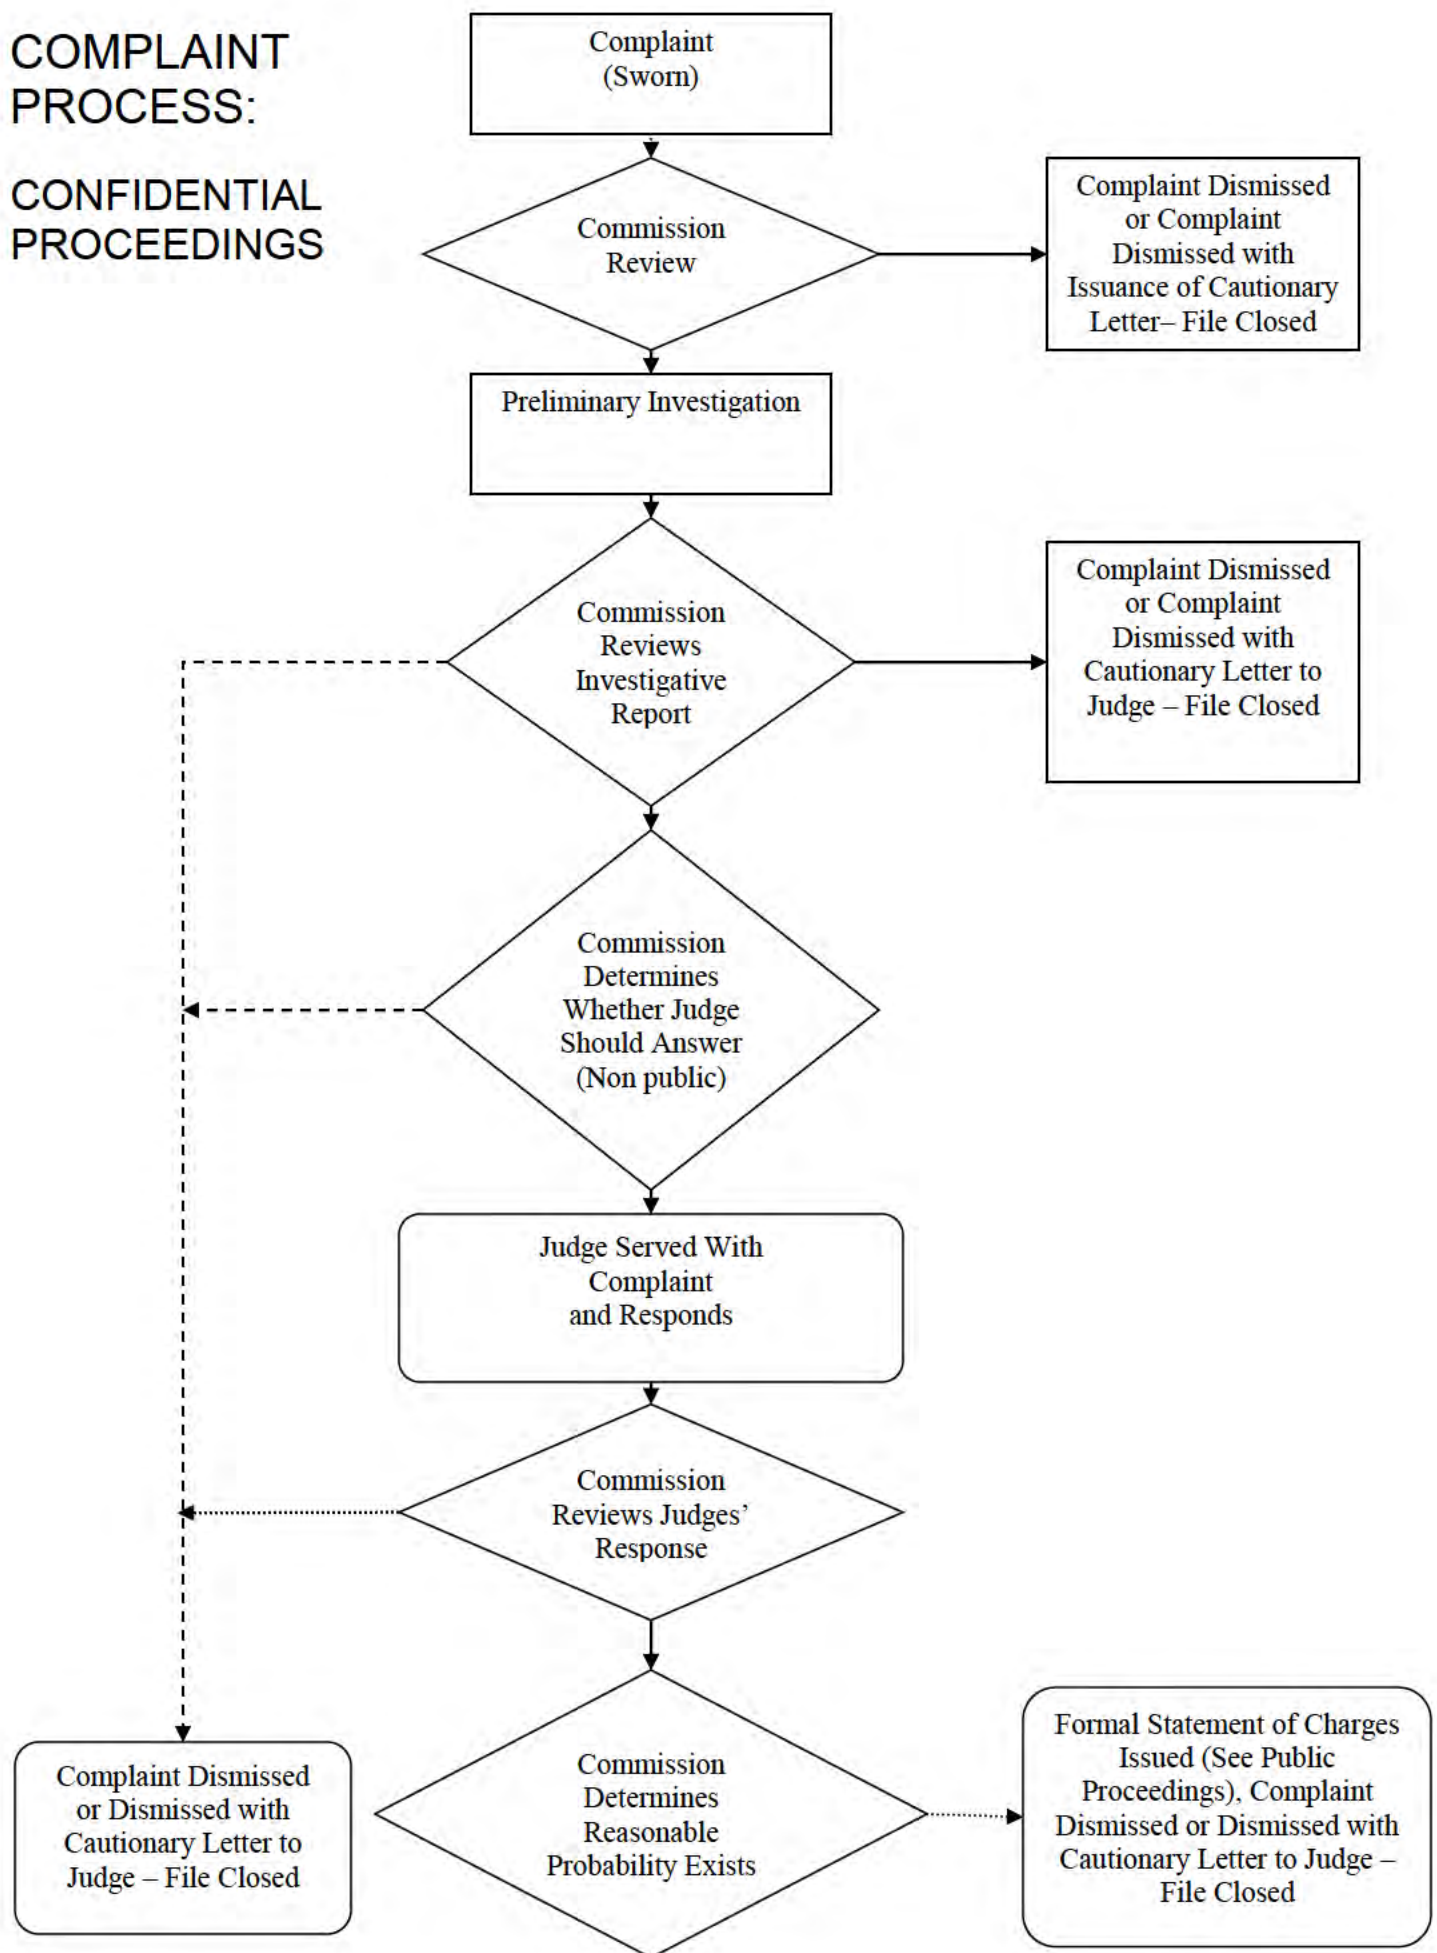 COMPLAINT
PROCESS:
CONFIDENTIAL
PROCEEDINGS
Complaint
(Sworn)
Commission
Review
Complaint Dismissed
or Complaint
Dismissed with
Issuance of Cautionary
Letter– File Closed
Preliminary Investigation
Commission
Reviews
Investigative
Report
Complaint Dismissed
or Complaint
Dismissed with
Cautionary Letter to
Judge – File Closed
Commission
Determines
Whether Judge
Should Answer
(Non public)
Judge Served With
Complaint
and Responds
Commission
Reviews Judges’
Response
Complaint Dismissed
or Dismissed with
Cautionary Letter to
Judge – File Closed
Commission
Determines
Reasonable
Probability Exists
Formal Statement of Charges
Issued (See Public
Proceedings), Complaint
Dismissed or Dismissed with
Cautionary Letter to Judge –
File Closed